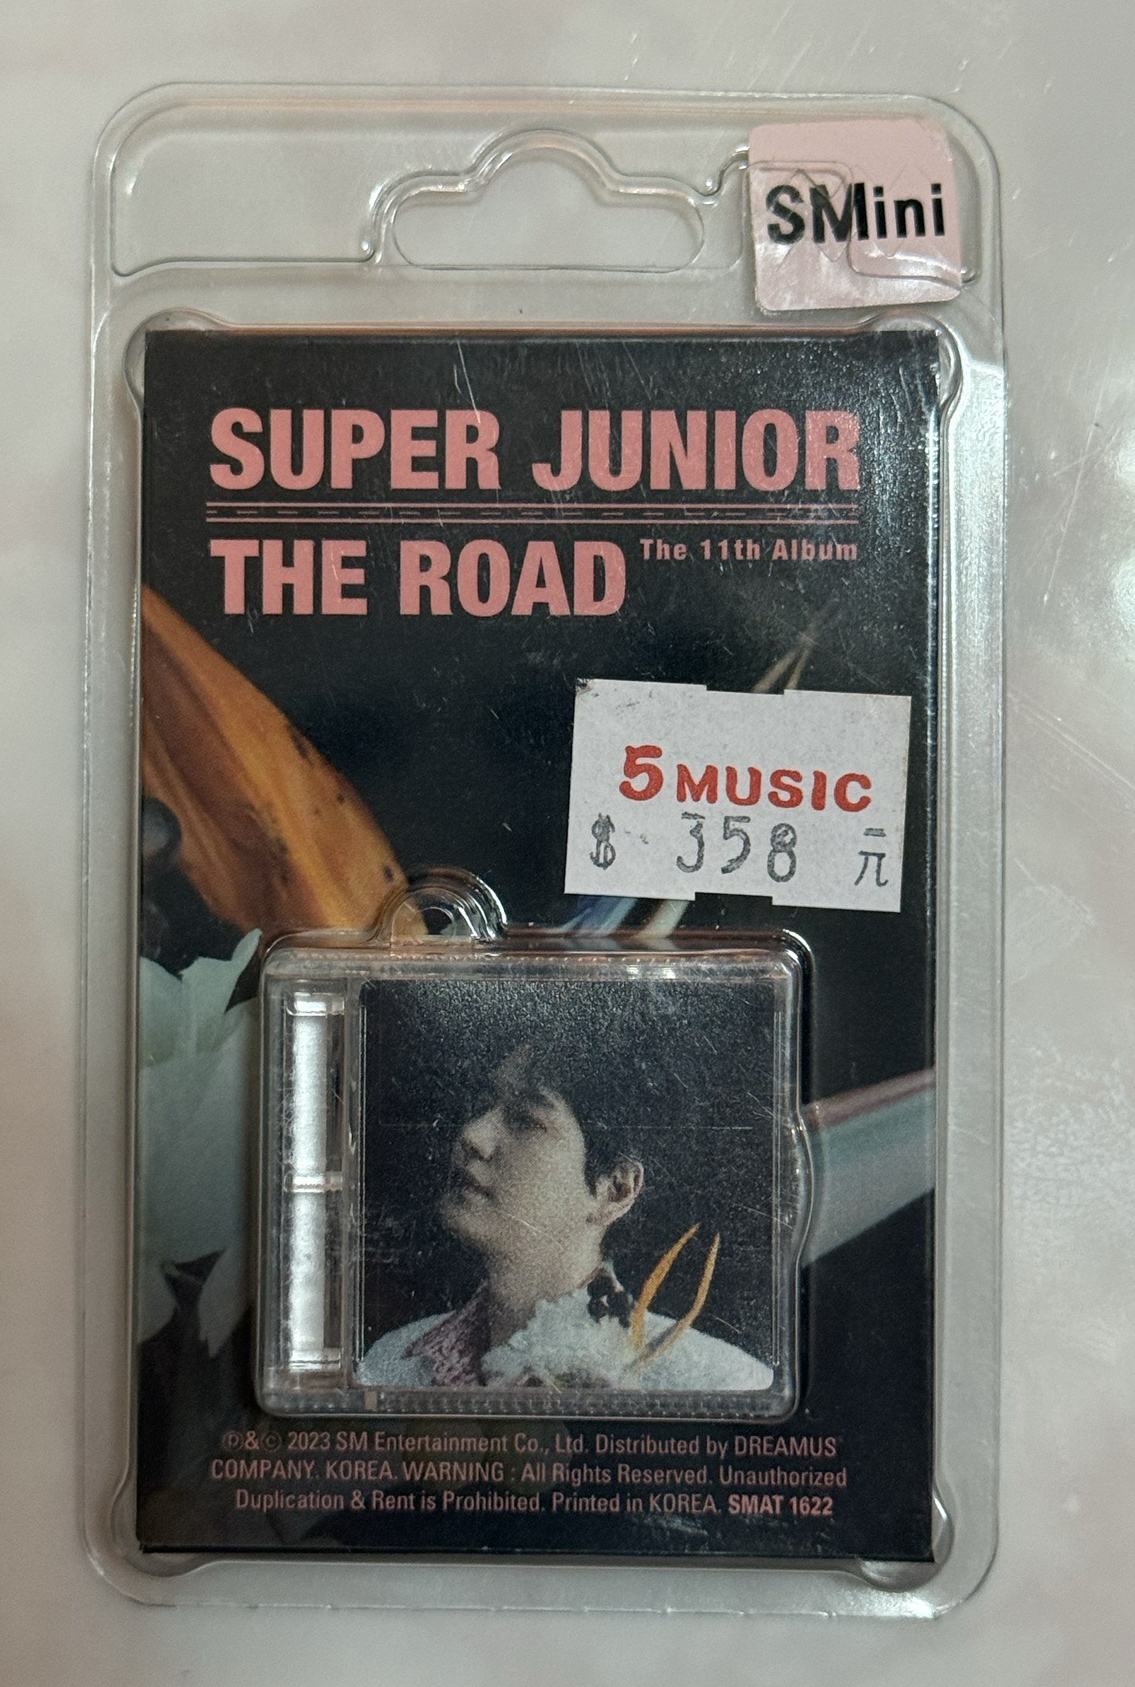 SMini
SUPER JUNIOR
THE ROAD The 11th Album
5 MUSIC
$ 358 元
Ⓟ&© 2023 SM Entertainment Co., Ltd. Distributed by DREAMUS
COMPANY. KOREA. WARNING : All Rights Reserved. Unauthorized
Duplication & Rent is Prohibited. Printed in KOREA. SMAT 1622